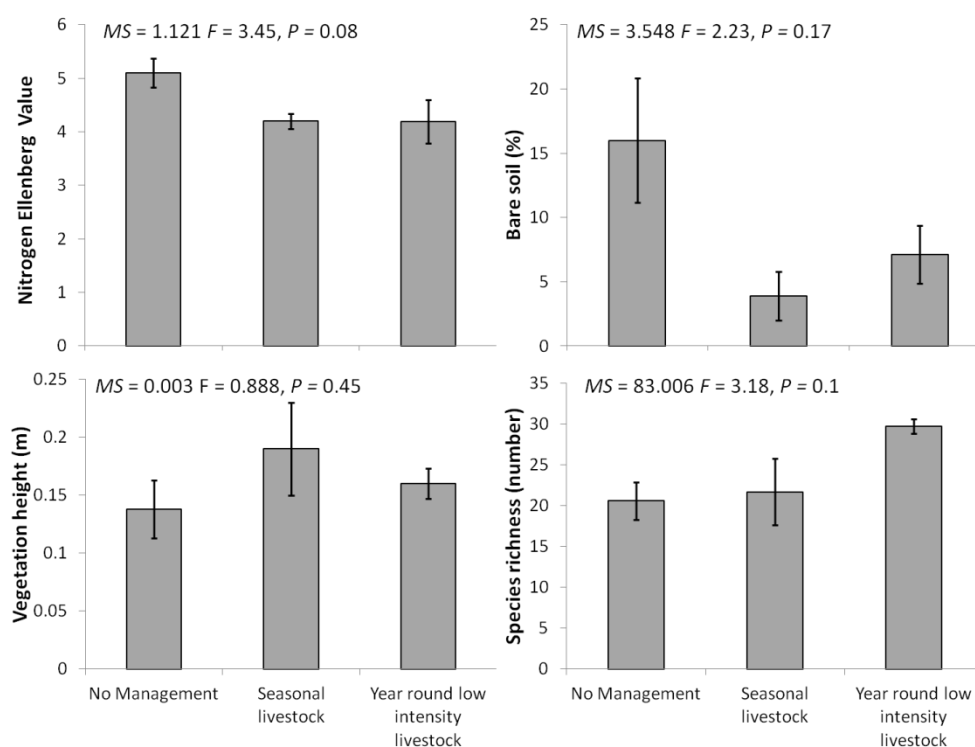 MS = 1.121 F = 3.45, P = 0.08
Nitrogen Ellenberg Value
6
5
4
3
2
1
0
MS = 3.548 F = 2.23, P = 0.17
Bare soil (%)
25
20
15
10
5
0
MS = 0.003 F = 0.888, P = 0.45
Vegetation height (m)
0.25
0.2
0.15
0.1
0.05
0
No Management
Seasonal
livestock
Year round low
intensity
livestock
MS = 83.006 F = 3.18, P = 0.1
Species richness (number)
35
30
25
20
15
10
5
0
No Management
Seasonal
livestock
Year round low
intensity
livestock